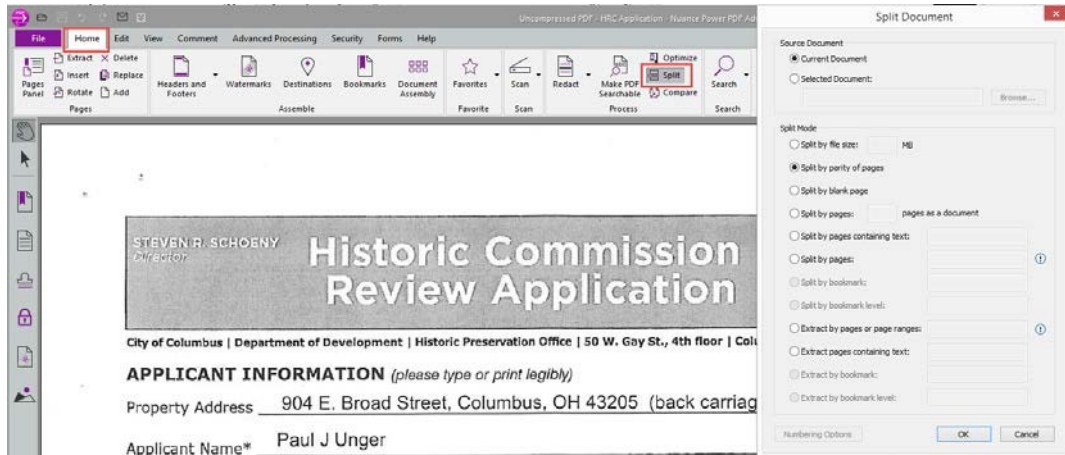 Uncompressed PDF - HRC Application - Nuance Power PDF Adv
File Home Edit View Comment Advanced Processing Security Forms Help
Pages Panel
Extract Delete
Insert Replace
Rotate Add
Pages
Headers and Footers
Watermarks
Destinations
Bookmarks
Document Assembly
Assemble
Favorites
Favorite
Scan
Scan
Redact
Make PDF Searchable
Optimize
Split
Compare
Process
Search
Search
STEVEN R. SCHOENY
Director
Historic Commission
Review Application
City of Columbus | Department of Development | Historic Preservation Office | 50 W. Gay St., 4th floor | Colu
APPLICANT INFORMATION (please type or print legibly)
Property Address 904 E. Broad Street, Columbus, OH 43205 (back carriag
Applicant Name* Paul J Unger
Split Document
Source Document
Current Document
Selected Document:
Browse...
Split Mode
Split by file size: MB
Split by parity of pages
Split by blank page
Split by pages: pages as a document
Split by pages containing text:
Split by pages:
Split by bookmark:
Split by bookmark level:
Extract by pages or page ranges:
Extract pages containing text:
Extract by bookmark:
Extract by bookmark level:
Numbering Options OK Cancel